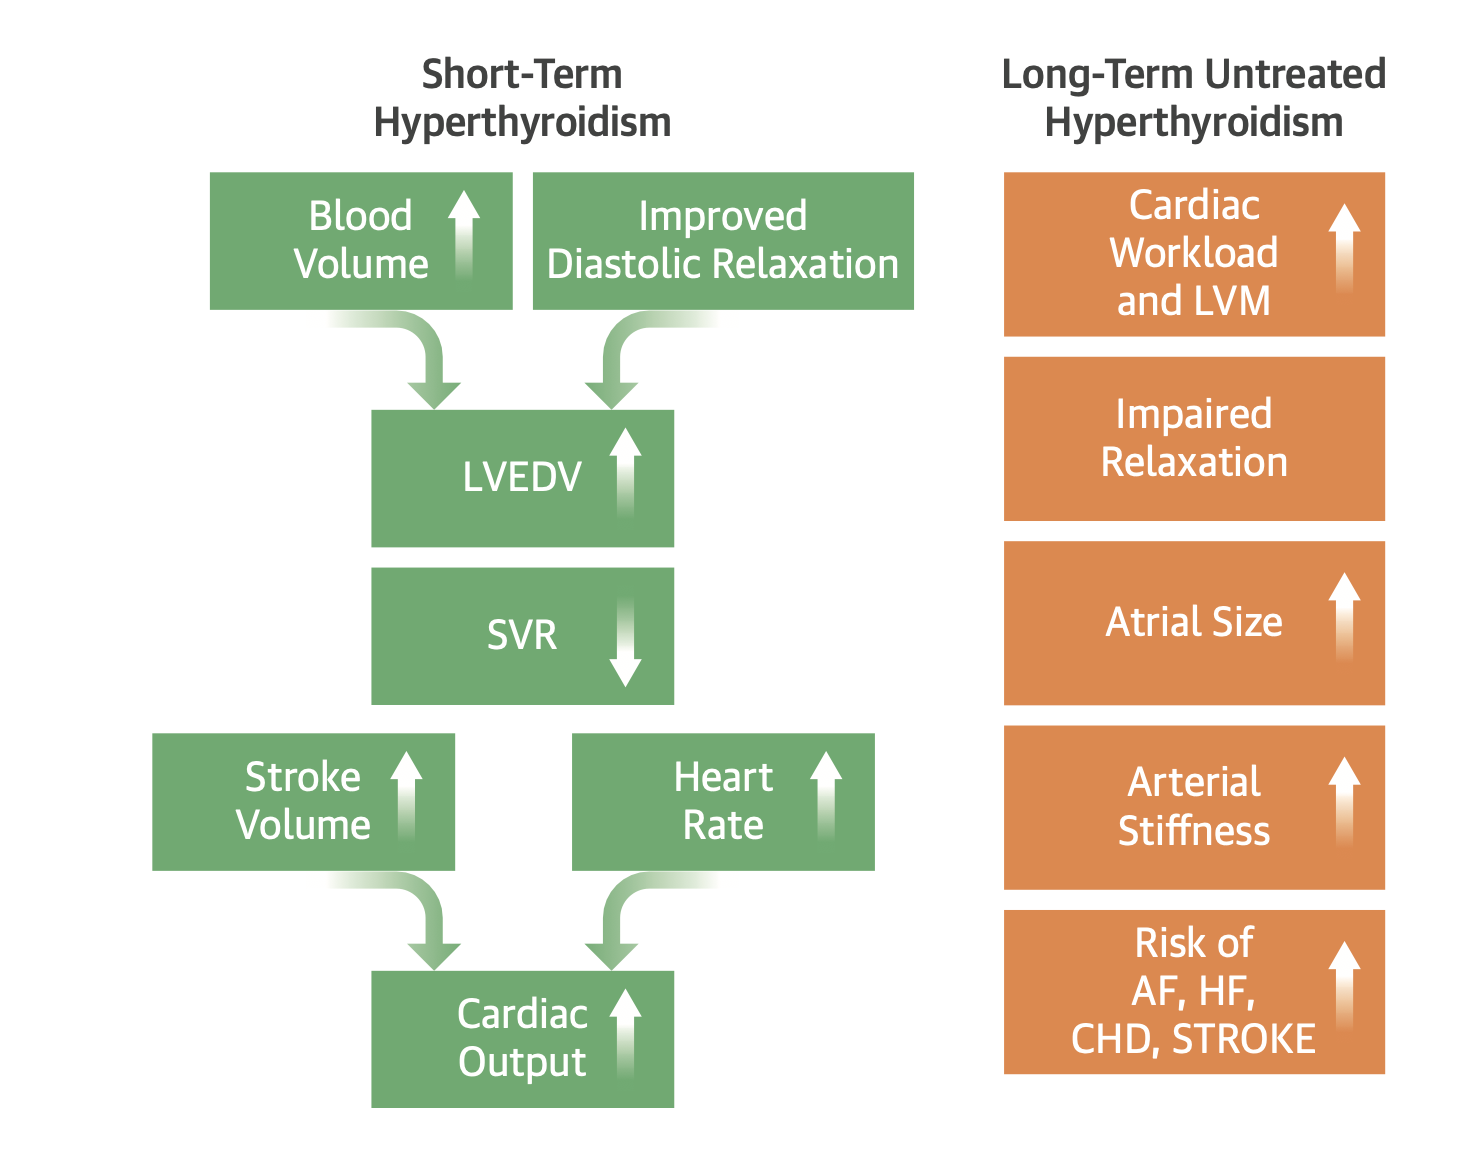 Short-Term
Hyperthyroidism
Blood
Volume
Improved
Diastolic Relaxation
LVEDV
SVR
Stroke
Volume
Heart
Rate
Cardiac
Output
Long-Term Untreated
Hyperthyroidism
Cardiac
Workload
and LVM
Impaired
Relaxation
Atrial Size
Arterial
Stiffness
Risk of
AF, HF,
CHD, STROKE